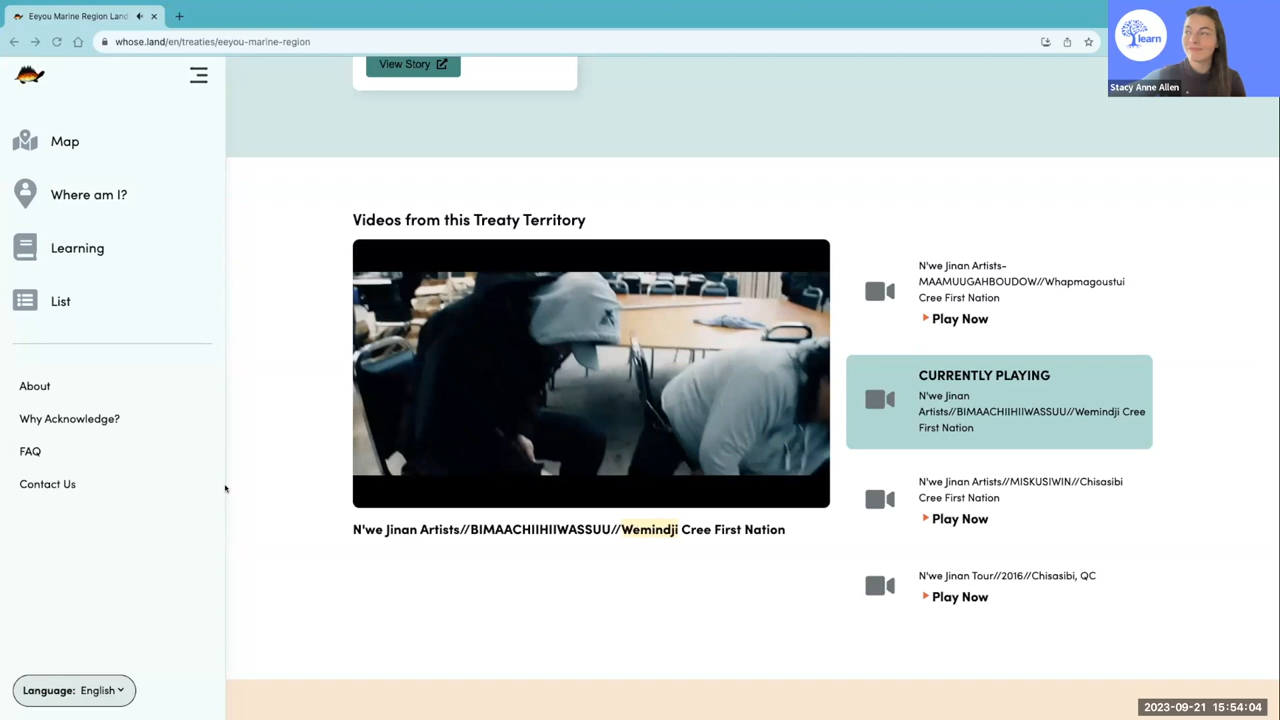 Eeyou Marine Region Land
whose.land/en/treaties/eeyou-marine-region
learn
Stacy Anne Allen
View Story
Map
Where am I?
Learning
List
About
Why Acknowledge?
FAQ
Contact Us
Language: English
Videos from this Treaty Territory
N'we Jinan Artists//BIMAACHIIHIIWASSUU//Wemindji Cree First Nation
N'we Jinan Artists-
MAAMUUGAHBOUDOW//Whapmagoustui
Cree First Nation
Play Now
CURRENTLY PLAYING
N'we Jinan
Artists//BIMAACHIIHIIWASSUU//Wemindji Cree
First Nation
N'we Jinan Artists//MISKUSIWIN//Chisasibi
Cree First Nation
Play Now
N'we Jinan Tour//2016//Chisasibi, QC
Play Now
2023-09-21 15:54:04